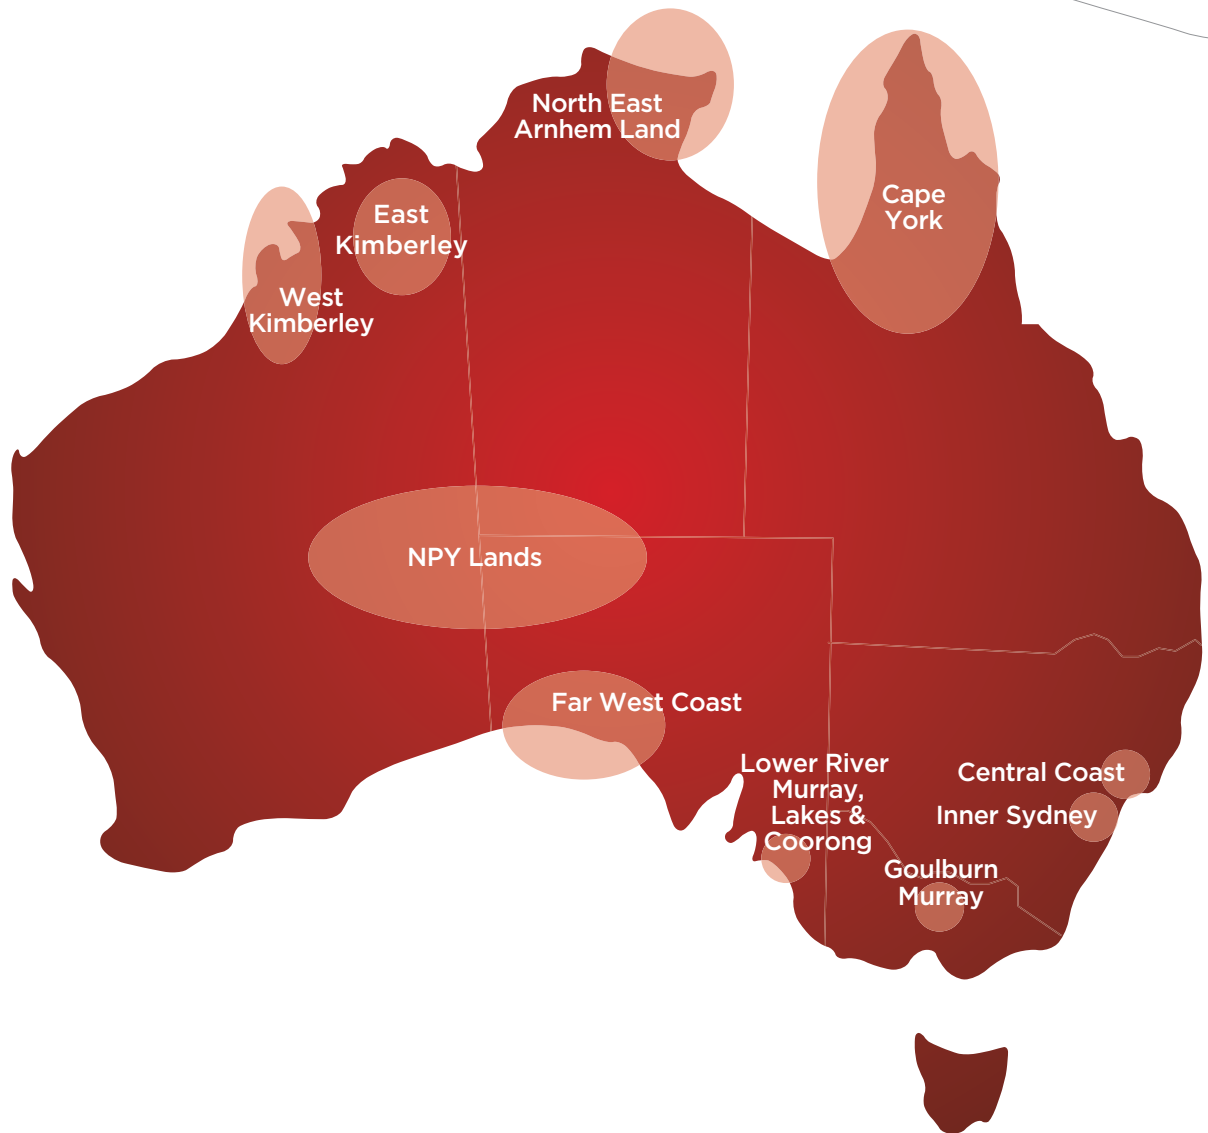 North East
Arnhem Land
Cape
York
East
Kimberley
West
Kimberley
NPY Lands
Far West Coast
Lower River
Murray,
Lakes &
Coorong
Central Coast
Inner Sydney
Goulburn
Murray